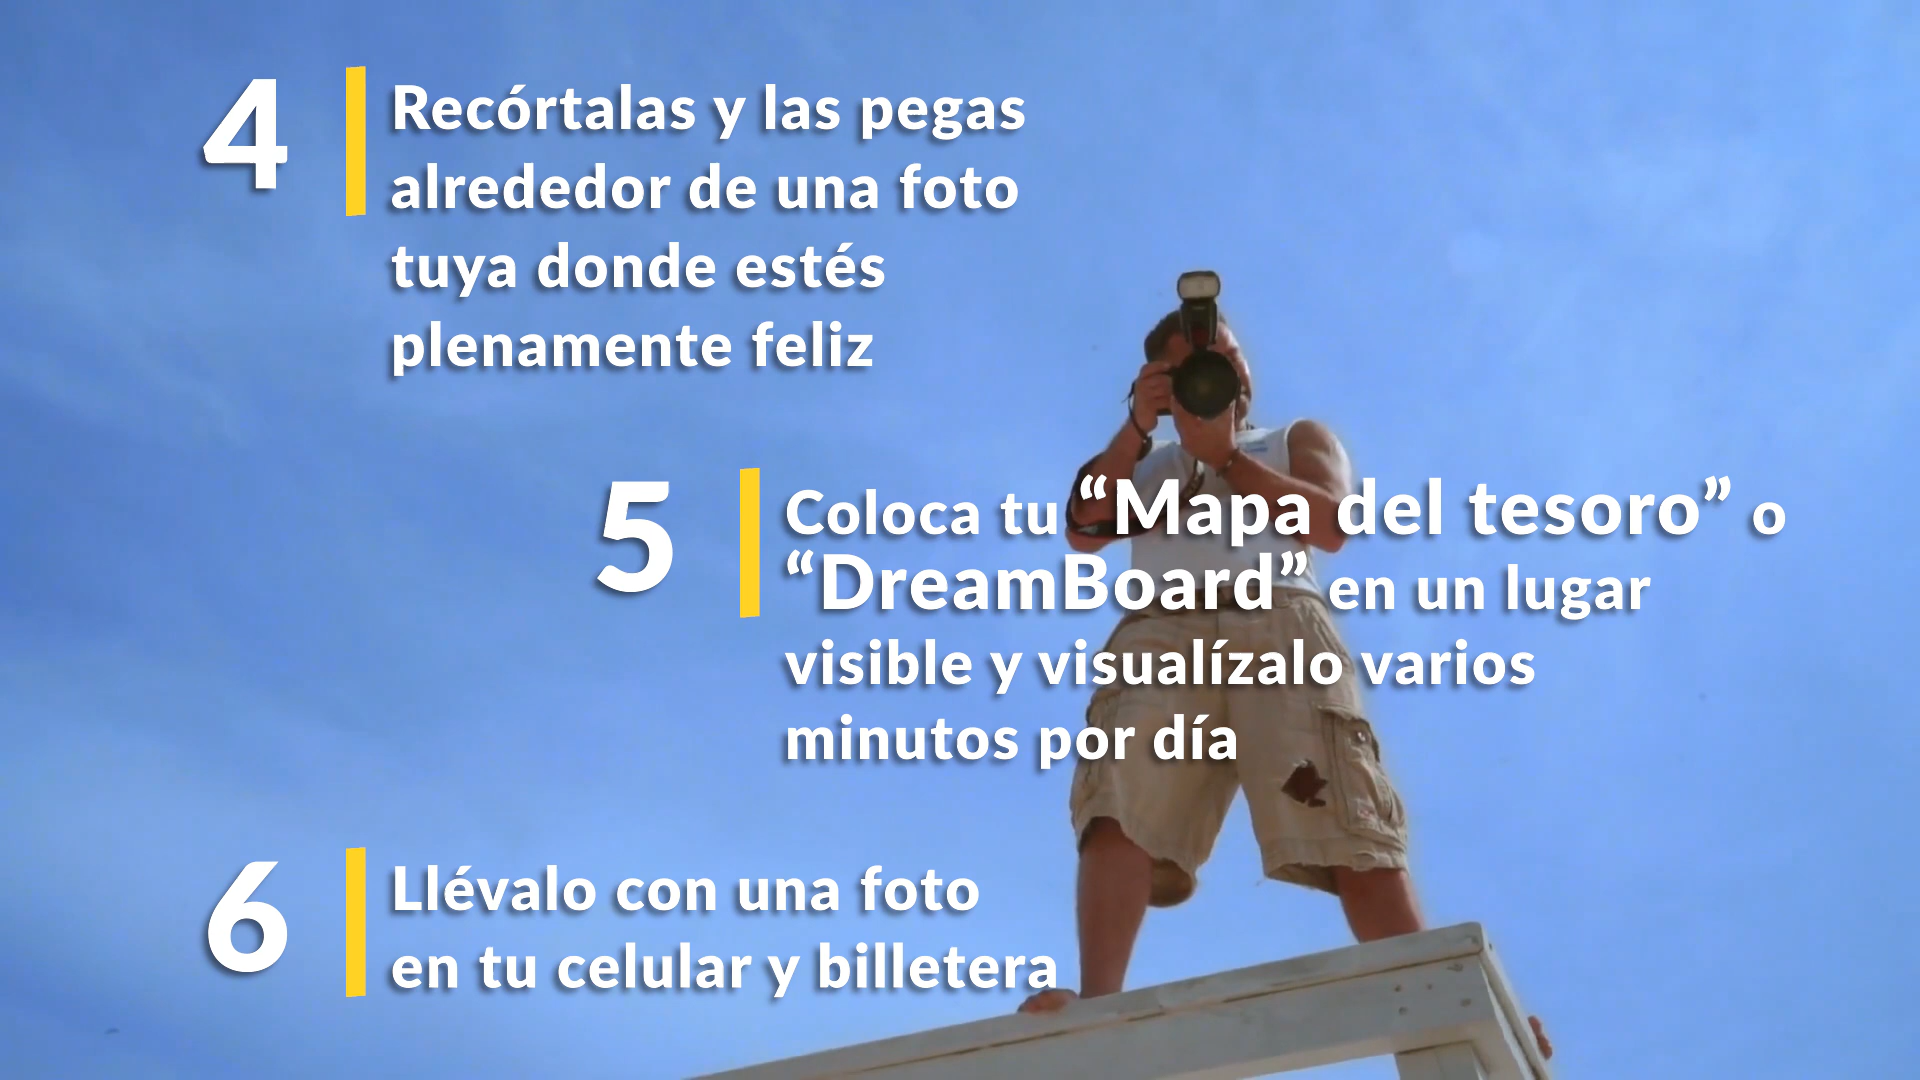 4
Recórtalas y las pegas
alrededor de una foto
tuya donde estés
plenamente feliz
5
Coloca tu “Mapa del tesoro” o
“DreamBoard” en un lugar
visible y visualízalo varios
minutos por día
6
Llévalo con una foto
en tu celular y billetera